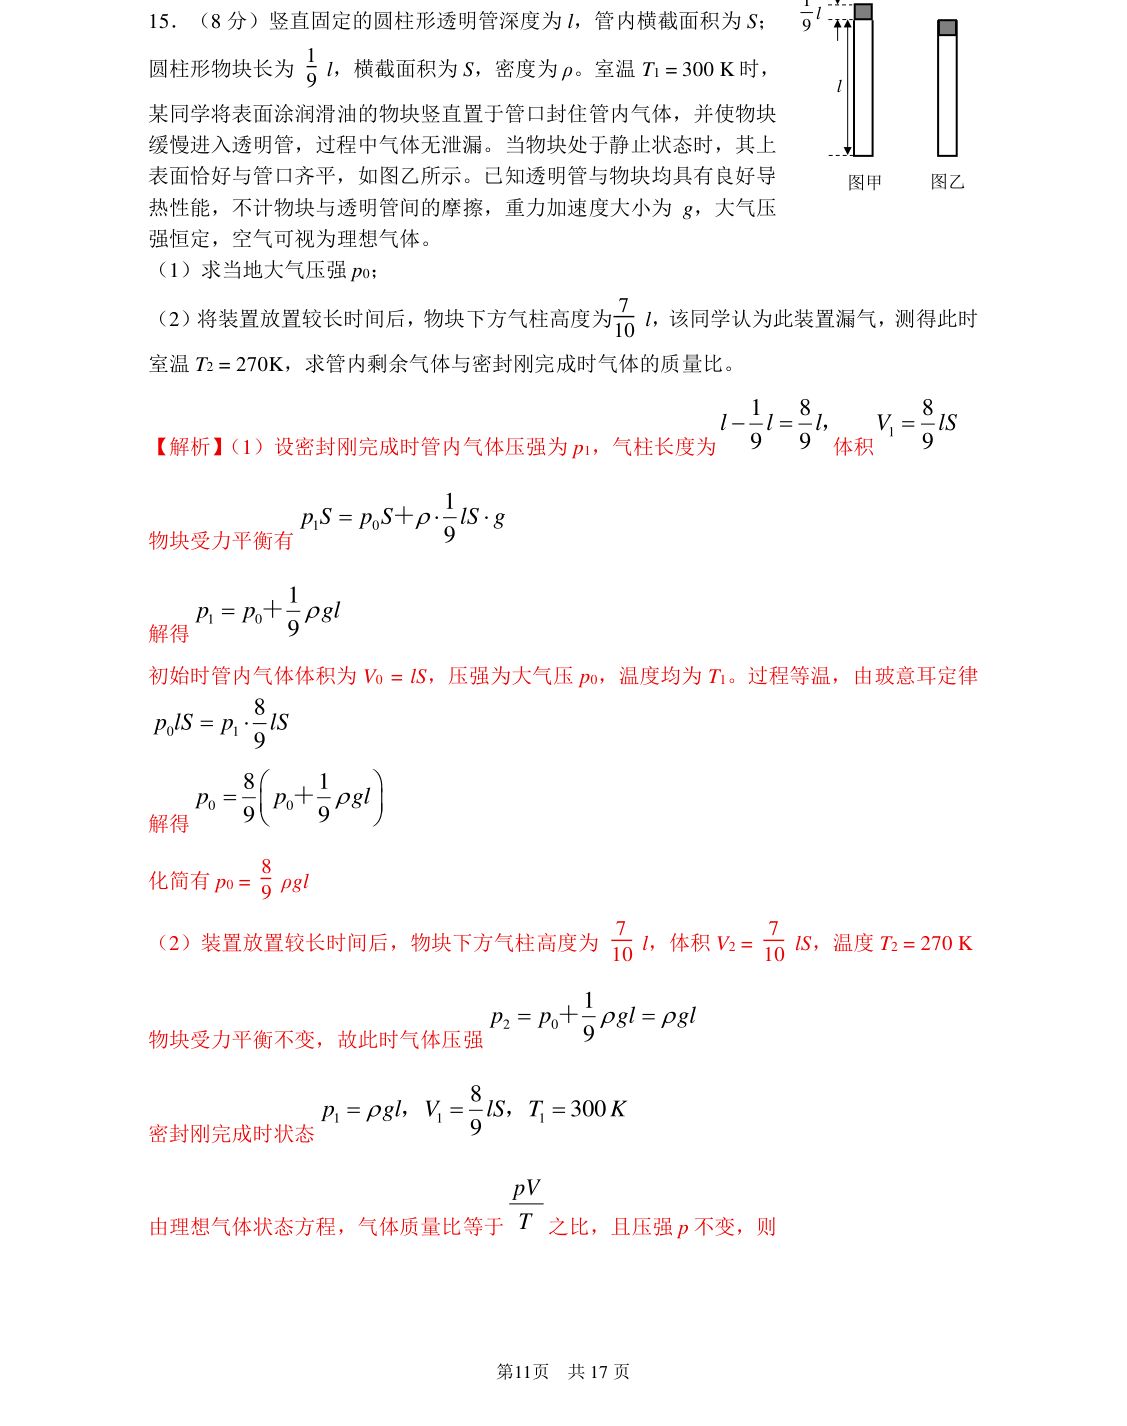 15．（8 分）竖直固定的圆柱形透明管深度为 l，管内横截面积为 S；
圆柱形物块长为 1/9 l，横截面积为 S，密度为 ρ。室温 T1 = 300 K 时，
某同学将表面涂润滑油的物块竖直置于管口封住管内气体，并使物块
缓慢进入透明管，过程中气体无泄漏。当物块处于静止状态时，其上
表面恰好与管口齐平，如图乙所示。已知透明管与物块均具有良好导
热性能，不计物块与透明管间的摩擦，重力加速度大小为 g，大气压
强恒定，空气可视为理想气体。
1/9 l
l
图甲
图乙
（1）求当地大气压强 p0；
（2）将装置放置较长时间后，物块下方气柱高度为 7/10 l，该同学认为此装置漏气，测得此时
室温 T2 = 270K，求管内剩余气体与密封刚完成时气体的质量比。
【解析】（1）设密封刚完成时管内气体压强为 p1，气柱长度为 l − 1/9 l = 8/9 l，体积 V1 = 8/9 lS
物块受力平衡有 p1S = p0S＋ρ · 1/9 lS · g
解得 p1 = p0＋1/9 ρgl
初始时管内气体体积为 V0 = lS，压强为大气压 p0，温度均为 T1。过程等温，由玻意耳定律
p0lS = p1 · 8/9 lS
解得 p0 = 8/9 (p0＋1/9 ρgl)
化简有 p0 = 8/9 ρgl
（2）装置放置较长时间后，物块下方气柱高度为 7/10 l，体积 V2 = 7/10 lS，温度 T2 = 270 K
物块受力平衡不变，故此时气体压强 p2 = p0＋1/9 ρgl = ρgl
密封刚完成时状态 p1 = ρgl，V1 = 8/9 lS，T1 = 300 K
由理想气体状态方程，气体质量比等于 pV/T 之比，且压强 p 不变，则
第11页 共 17 页